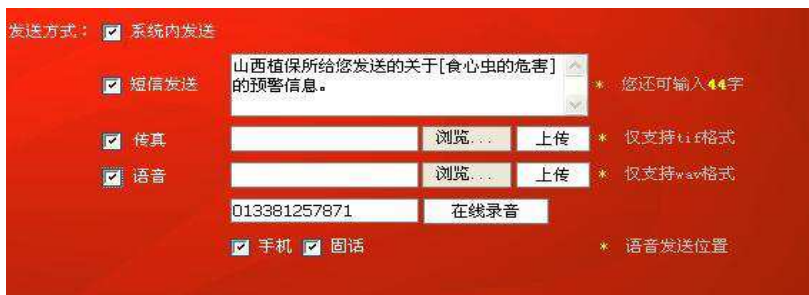 发送方式： 系统内发送
短信发送 山西植保所给您发送的关于[食心虫的危害] * 您还可输入44字
的预警信息。
传真 浏览... 上传 * 仅支持tif格式
语音 浏览... 上传 * 仅支持wav格式
013381257871 在线录音
手机 固话 * 语音发送位置